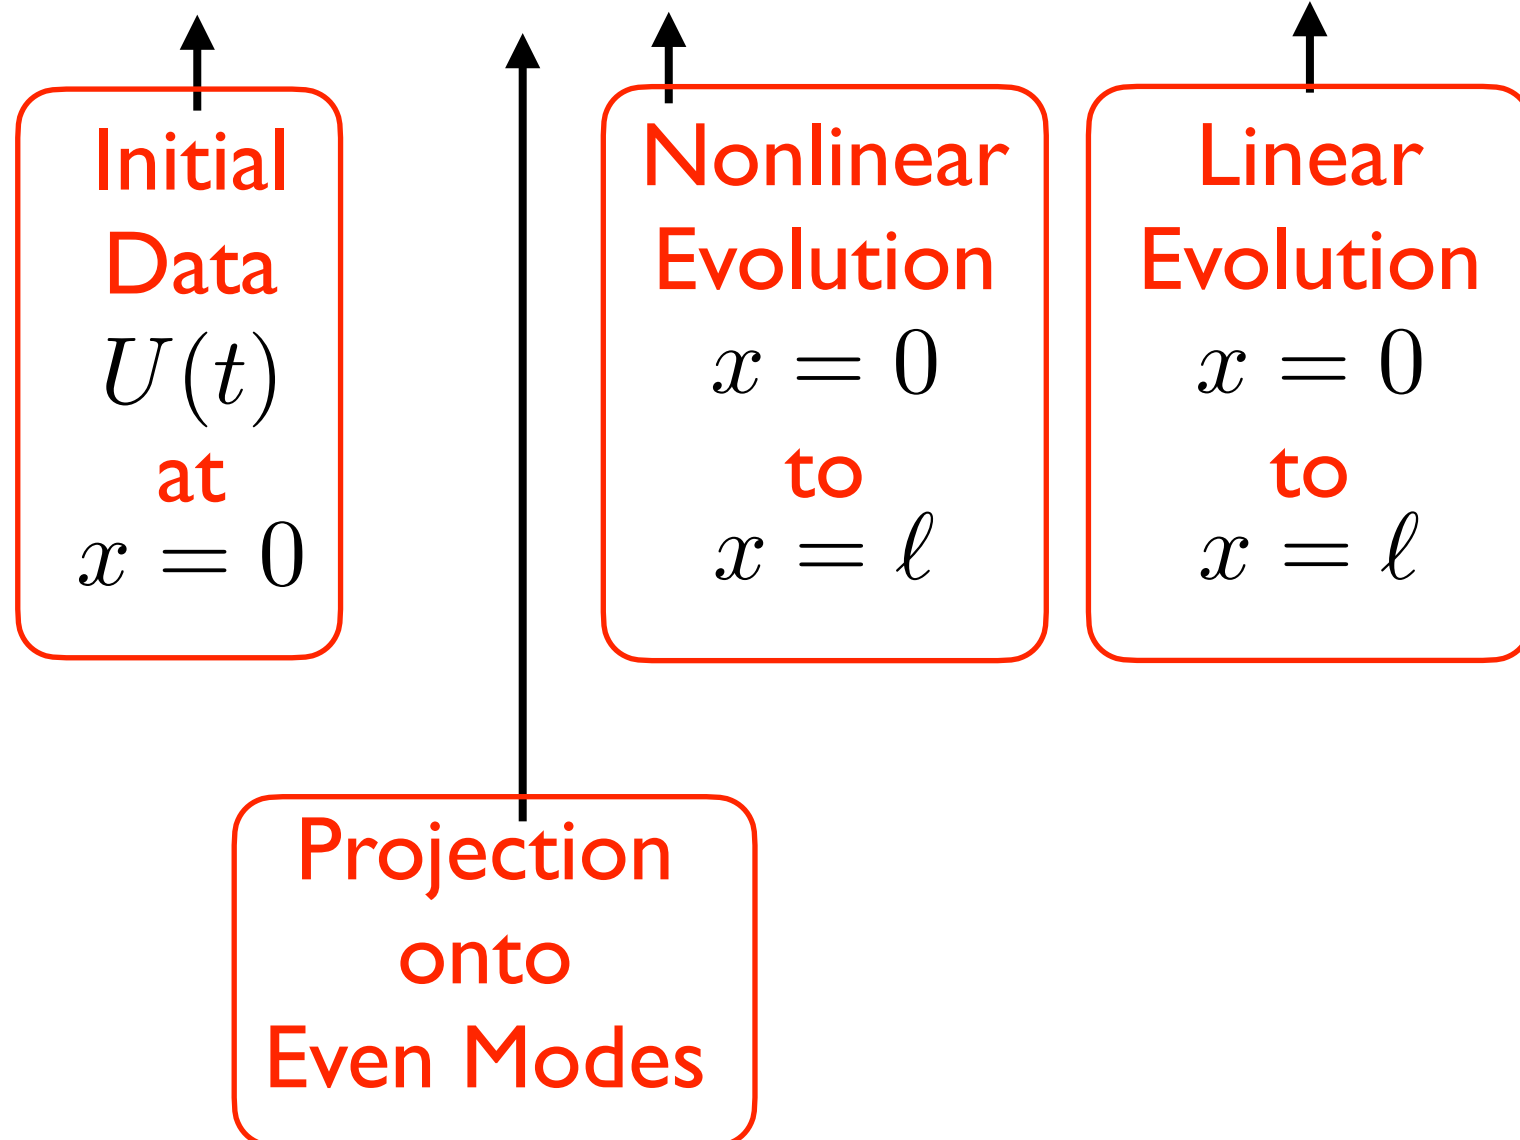 Initial
Data
U(t)
at
x = 0
Nonlinear
Evolution
x = 0
to
x = ℓ
Linear
Evolution
x = 0
to
x = ℓ
Projection
onto
Even Modes